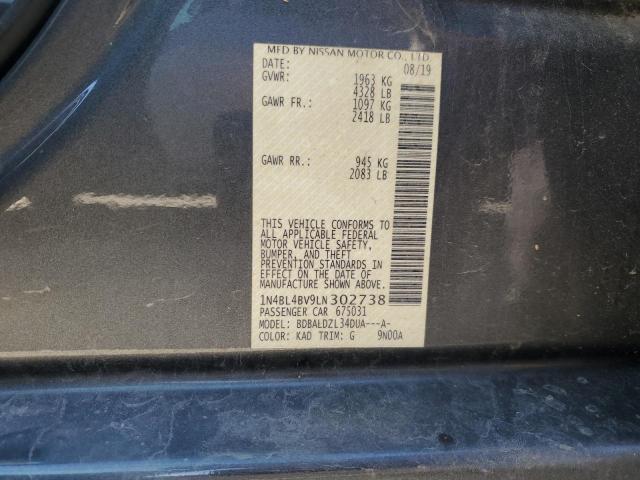 MFD BY NISSAN MOTOR CO., LTD.
DATE: 08/19
GVWR: 1963 KG
4328 LB
GAWR FR.: 1097 KG
2418 LB
GAWR RR.: 945 KG
2083 LB
THIS VEHICLE CONFORMS TO
ALL APPLICABLE FEDERAL
MOTOR VEHICLE SAFETY,
BUMPER, AND THEFT
PREVENTION STANDARDS IN
EFFECT ON THE DATE OF
MANUFACTURE SHOWN ABOVE.
1N4BL4BV9LN302738
PASSENGER CAR 675031
MODEL: BDBALDZL34DUA---A-
COLOR: KAD TRIM: G 9N00A